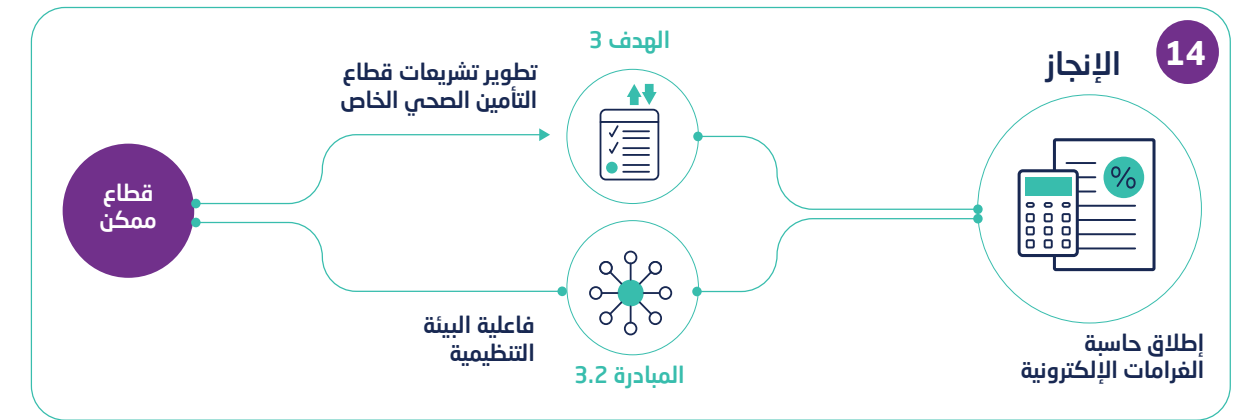 14
الإنجاز
إطلاق حاسبة
الغرامات الإلكترونية
%
الهدف 3
تطوير تشريعات قطاع
التأمين الصحي الخاص
فاعلية البيئة
التنظيمية
المبادرة 3.2
قطاع
ممكن